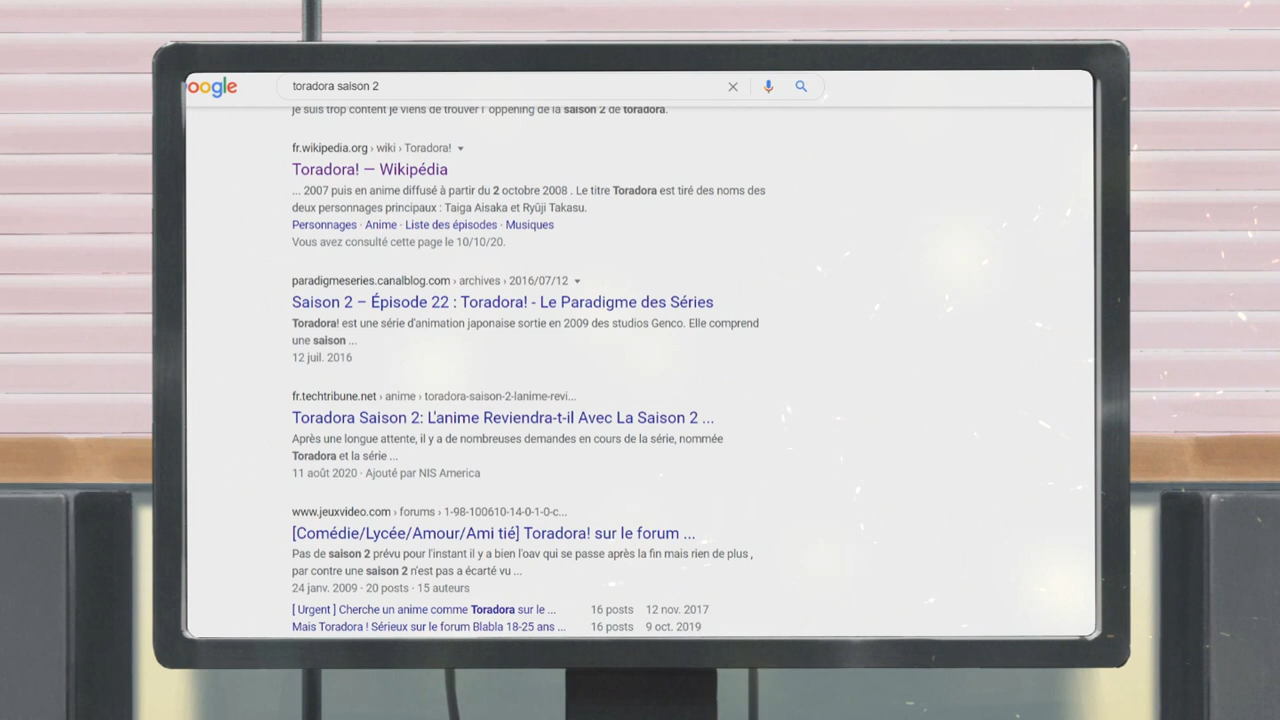 oogle
toradora saison 2
je suis trop content je viens de trouver l' oppening de la saison 2 de toradora.
fr.wikipedia.org › wiki › Toradora!
Toradora! — Wikipédia
... 2007 puis en anime diffusé à partir du 2 octobre 2008 . Le titre Toradora est tiré des noms des
deux personnages principaux : Taiga Aisaka et Ryūji Takasu.
Personnages · Anime · Liste des épisodes · Musiques
Vous avez consulté cette page le 10/10/20.
paradigmeseries.canalblog.com › archives › 2016/07/12
Saison 2 – Épisode 22 : Toradora! - Le Paradigme des Séries
Toradora! est une série d'animation japonaise sortie en 2009 des studios Genco. Elle comprend
une saison ...
12 juil. 2016
fr.techtribune.net › anime › toradora-saison-2-lanime-revi...
Toradora Saison 2: L'anime Reviendra-t-il Avec La Saison 2 ...
Après une longue attente, il y a de nombreuses demandes en cours de la série, nommée
Toradora et la série ...
11 août 2020 · Ajouté par NIS America
www.jeuxvideo.com › forums › 1-98-100610-14-0-1-0-c...
[Comédie/Lycée/Amour/Ami tié] Toradora! sur le forum ...
Pas de saison 2 prévu pour l'instant il y a bien l'oav qui se passe après la fin mais rien de plus ,
par contre une saison 2 n'est pas a écarté vu ...
24 janv. 2009 · 20 posts · 15 auteurs
[ Urgent ] Cherche un anime comme Toradora sur le ... 16 posts 12 nov. 2017
Mais Toradora ! Sérieux sur le forum Blabla 18-25 ans ... 16 posts 9 oct. 2019